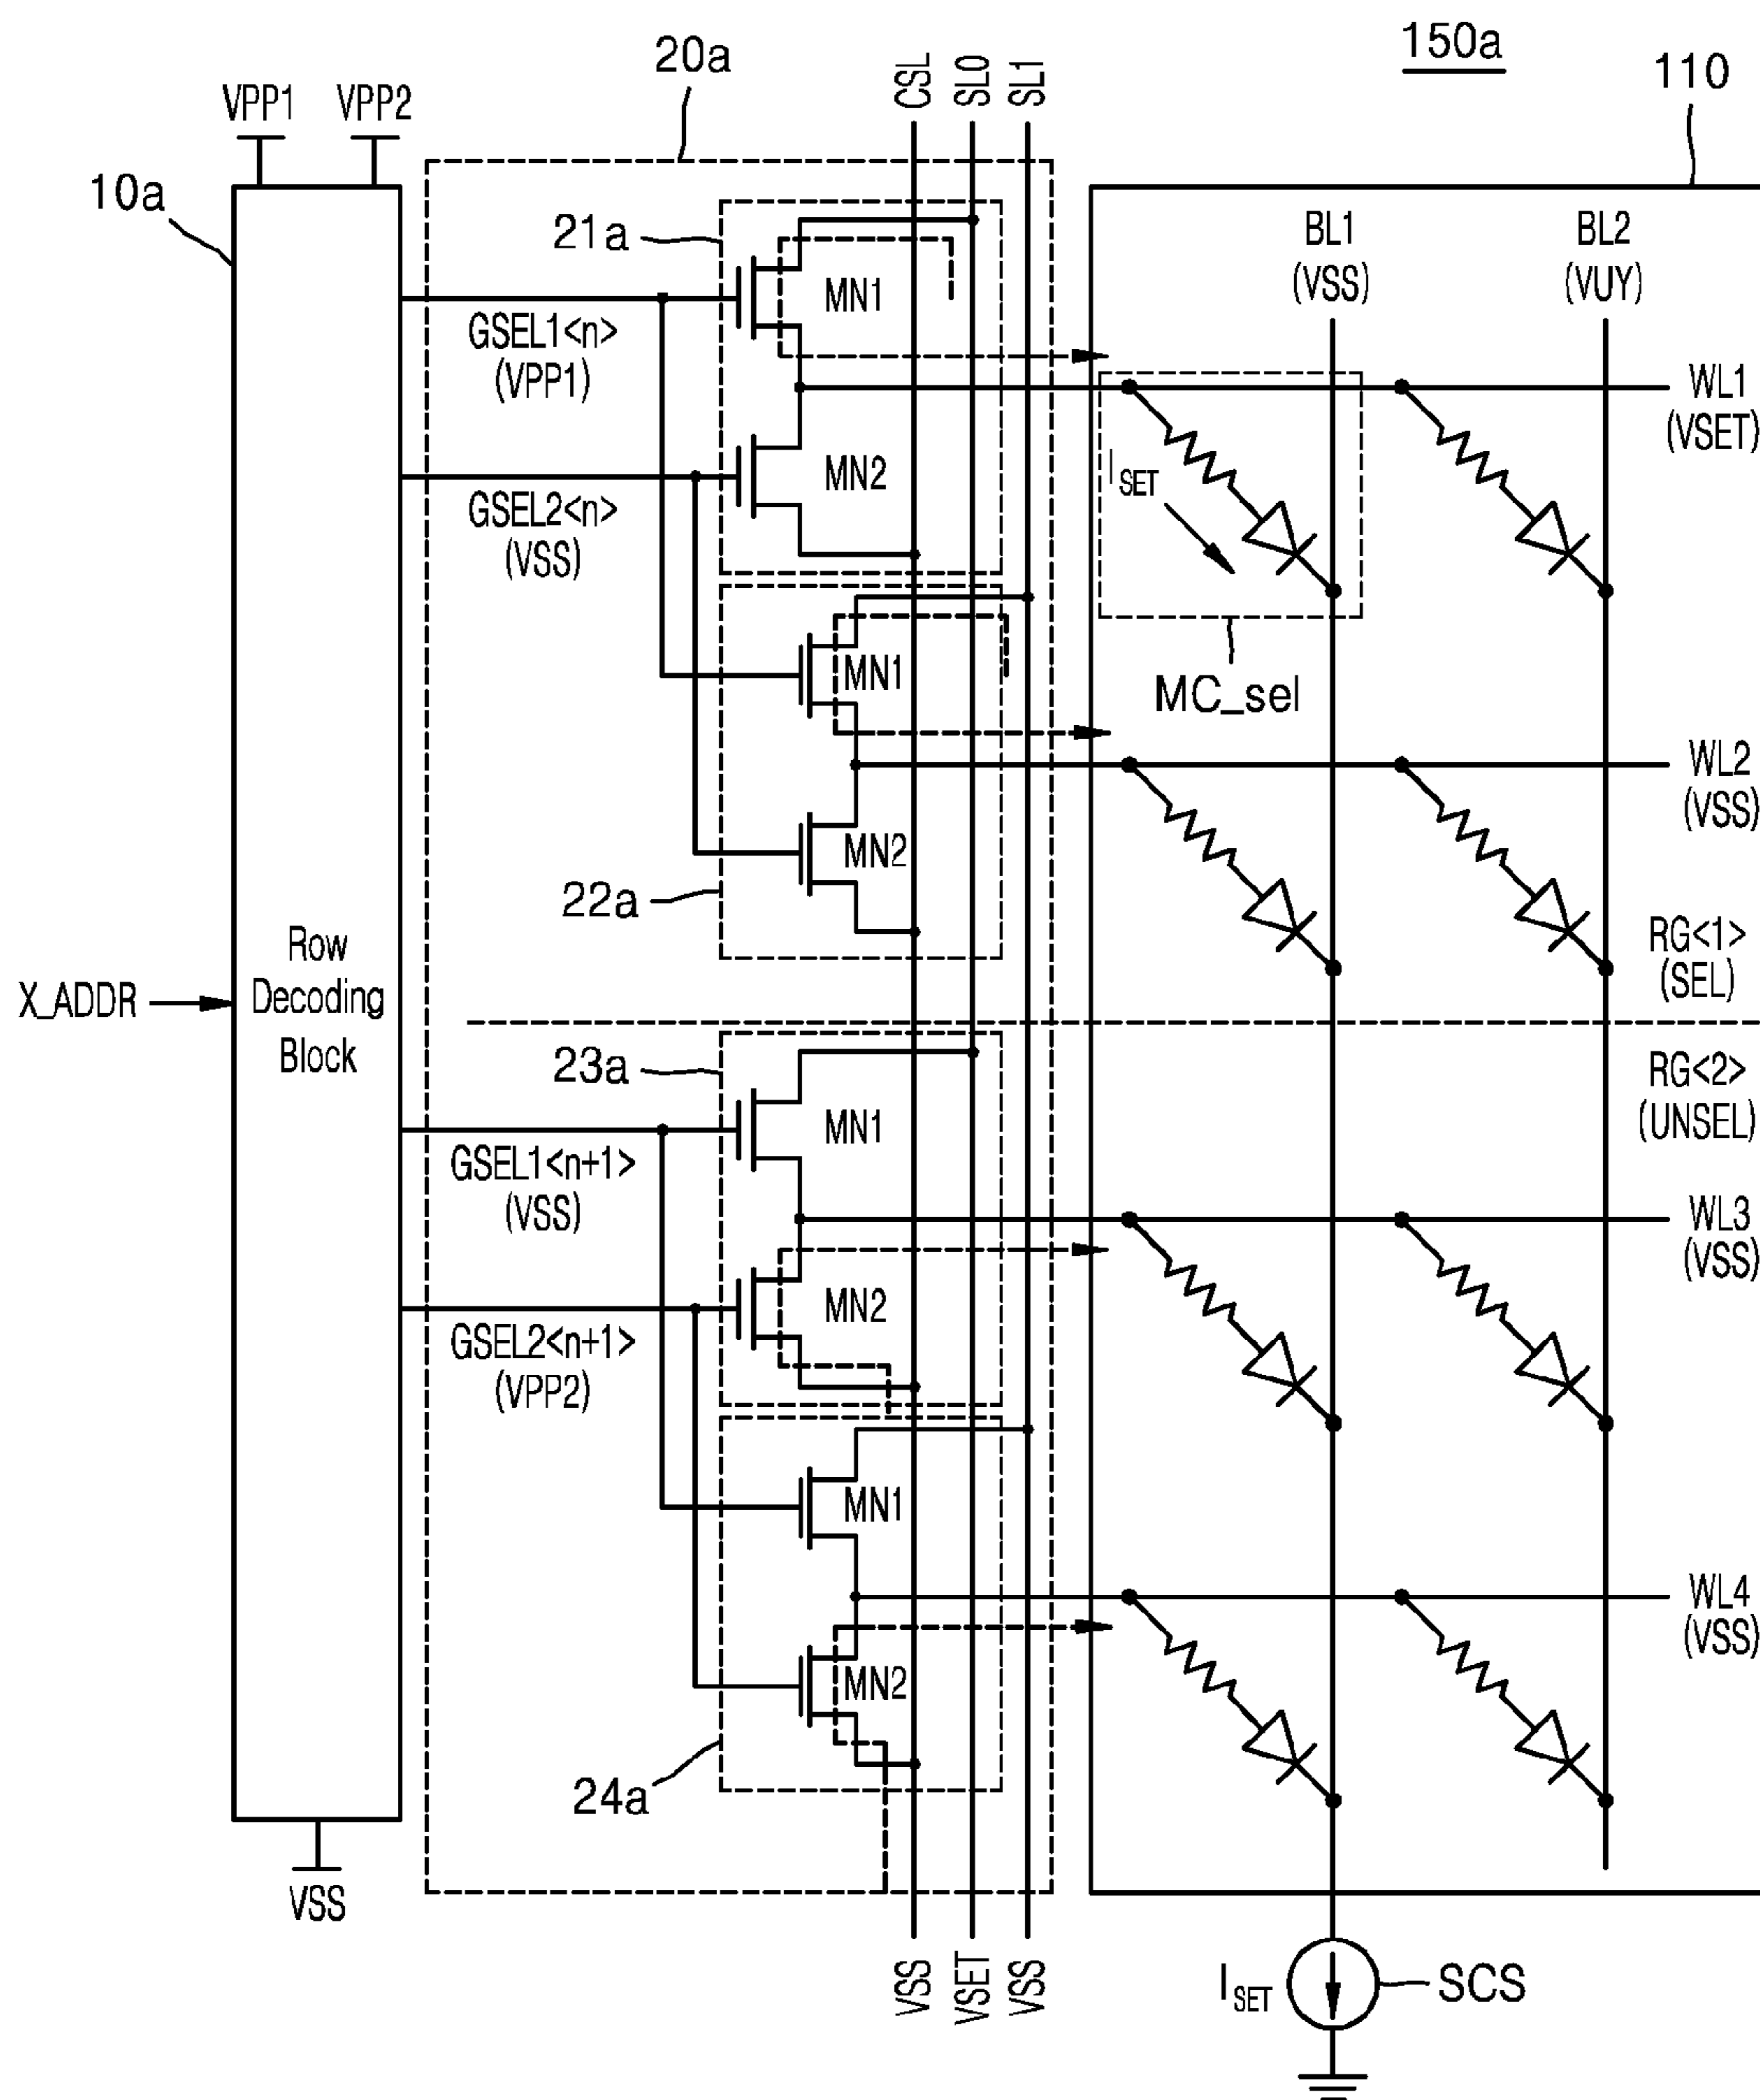 150a
20a
CSL
SL0
SL1
110
VPP1
VPP2
10a
21a
MN1
BL1
(VSS)
BL2
(VUY)
GSEL1<n>
(VPP1)
WL1
(VSET)
MN2
I SET
GSEL2<n>
(VSS)
MN1
MC_sel
WL2
(VSS)
MN2
22a
Row
Decoding
Block
RG<1>
(SEL)
X_ADDR
23a
RG<2>
(UNSEL)
MN1
GSEL1<n+1>
(VSS)
WL3
(VSS)
MN2
GSEL2<n+1>
(VPP2)
MN1
WL4
(VSS)
MN2
24a
VSS
VSS
VSET
VSS
I SET
SCS